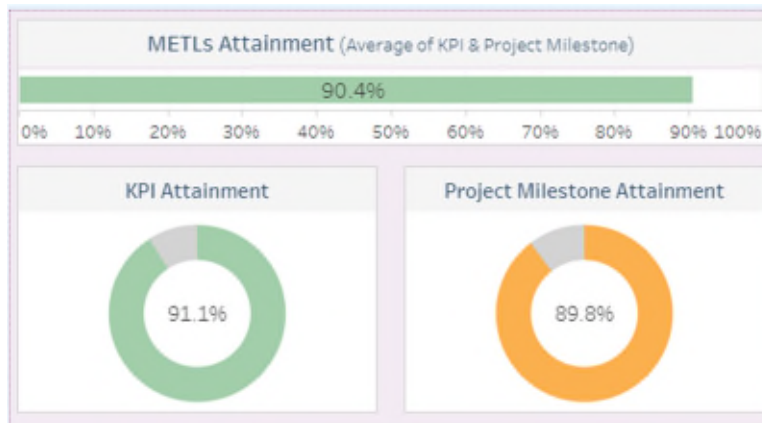 METLs Attainment (Average of KPI & Project Milestone)
90.4%
0% 10% 20% 30% 40% 50% 60% 70% 80% 90% 100%
KPI Attainment
91.1%
Project Milestone Attainment
89.8%